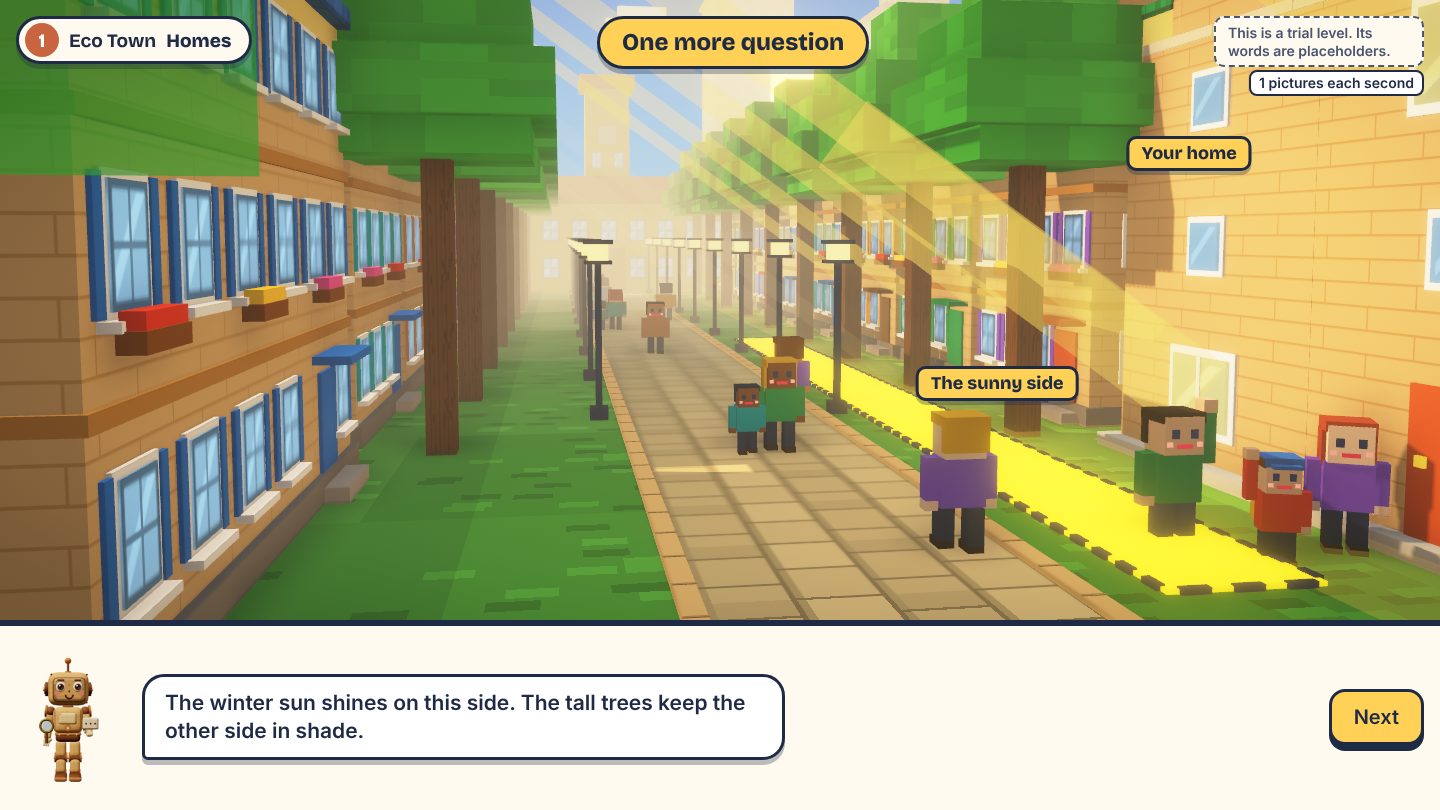 1 Eco Town Homes
One more question
This is a trial level. Its
words are placeholders.
1 pictures each second
Your home
The sunny side
The winter sun shines on this side. The tall trees keep the
other side in shade.
Next